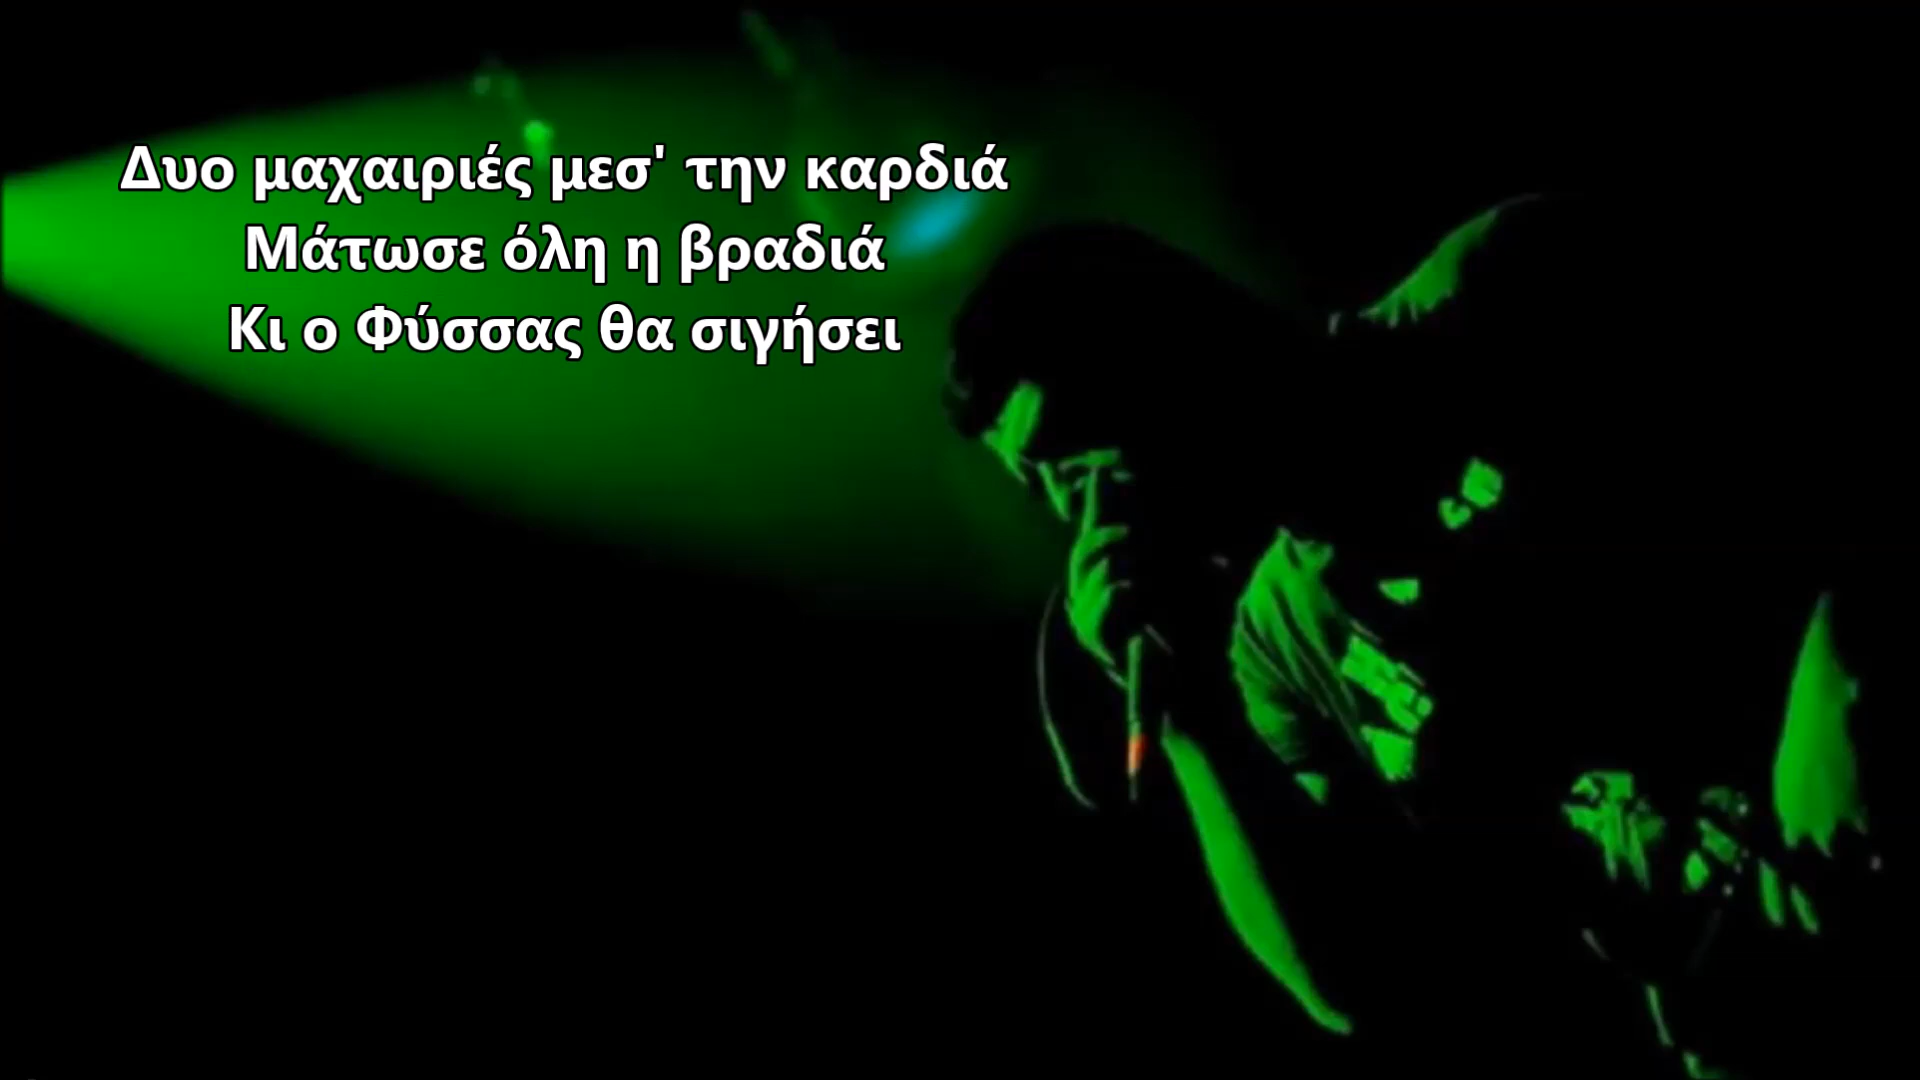 Δυο μαχαιριές μεσ' την καρδιά
Μάτωσε όλη η βραδιά
Κι ο Φύσσας θα σιγήσει